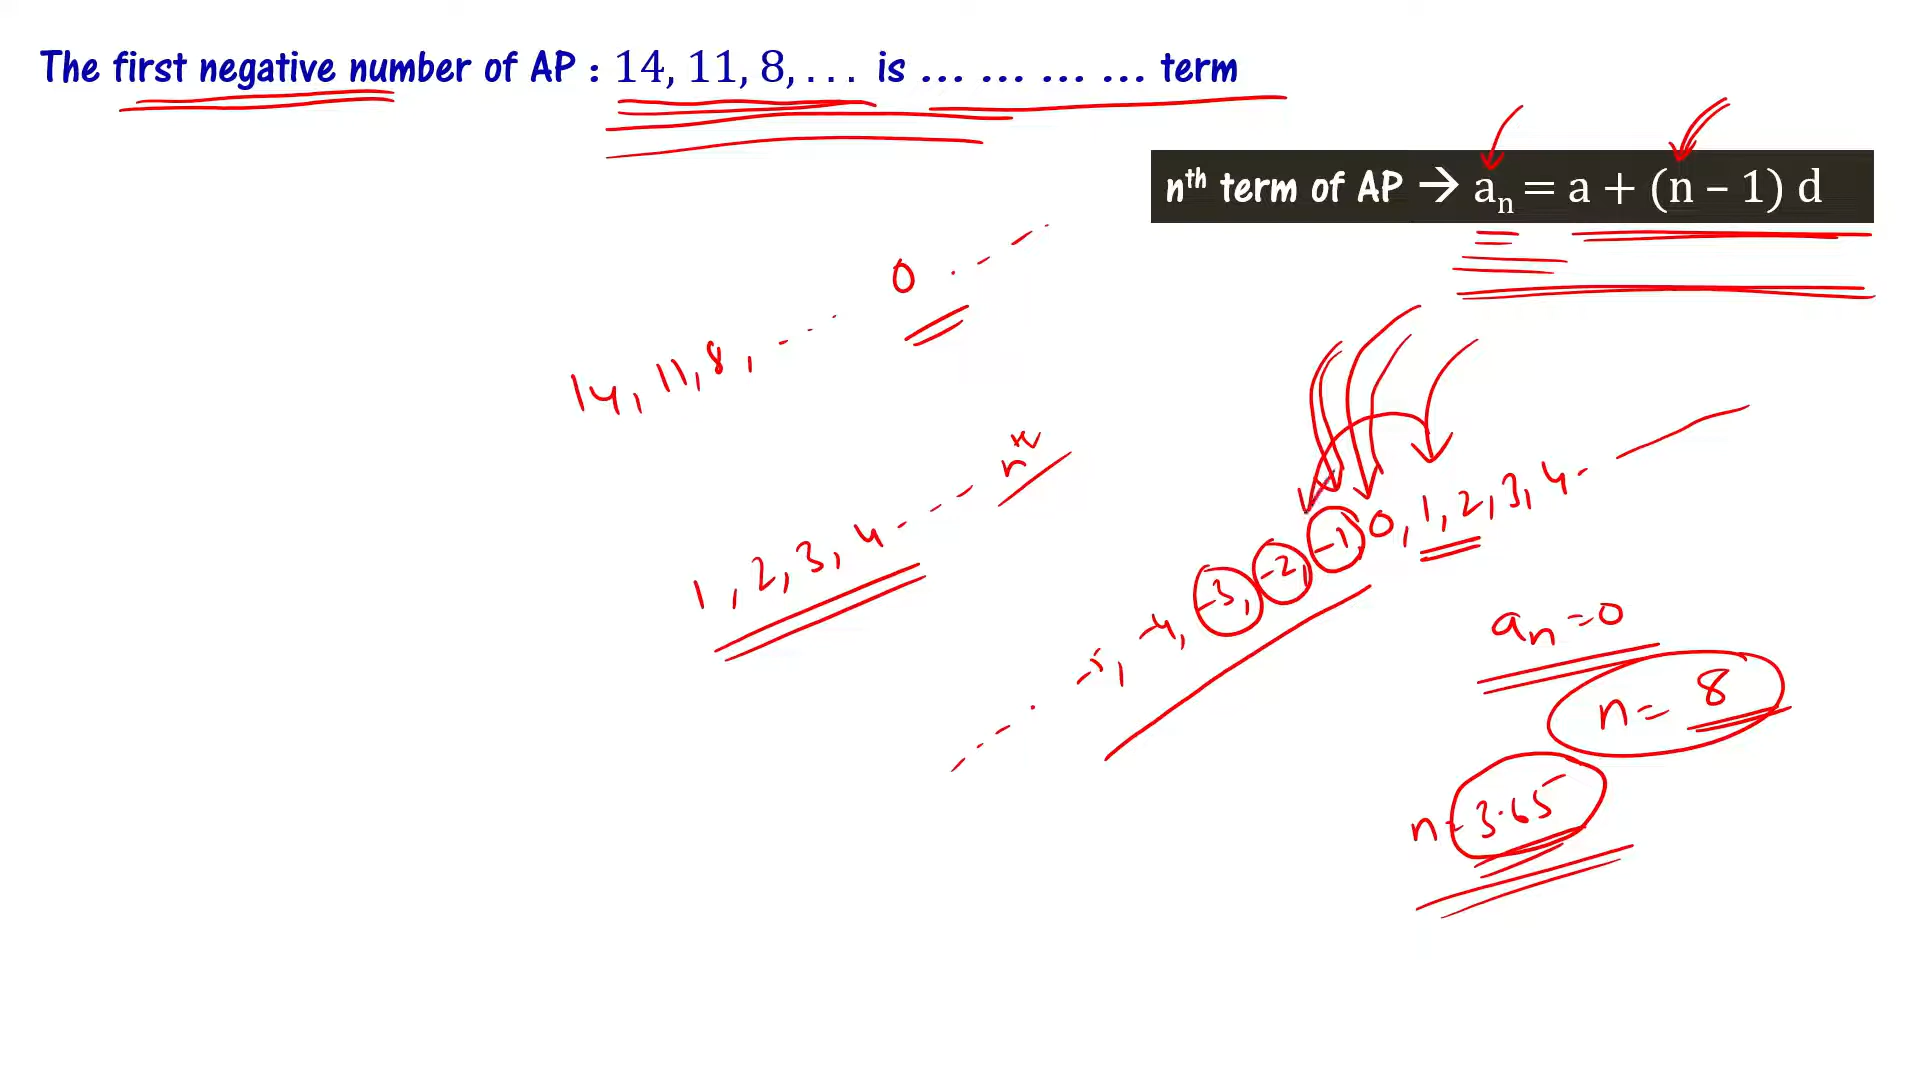 The first negative number of AP : 14, 11, 8, . . . is ... ... ... ... term
nth term of AP → an = a + (n – 1) d
14, 11, 8, ... 0 . - - -
1, 2, 3, 4 - - - - nth
- - - . -5, -4, -3, -2, -1, 0, 1, 2, 3, 4 -
an = 0
n = 8
n = 3.65